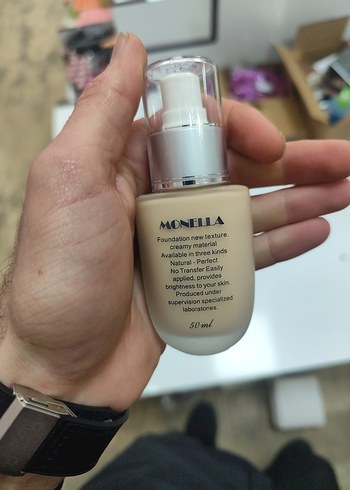 MONELLA
Foundation new texture.
creamy material
Available in three kinds
Natural - Perfect
No Transfer Easily
applied, provides
brightness to your skin.
Produced under
supervision specialized
laboratories.
50 ml